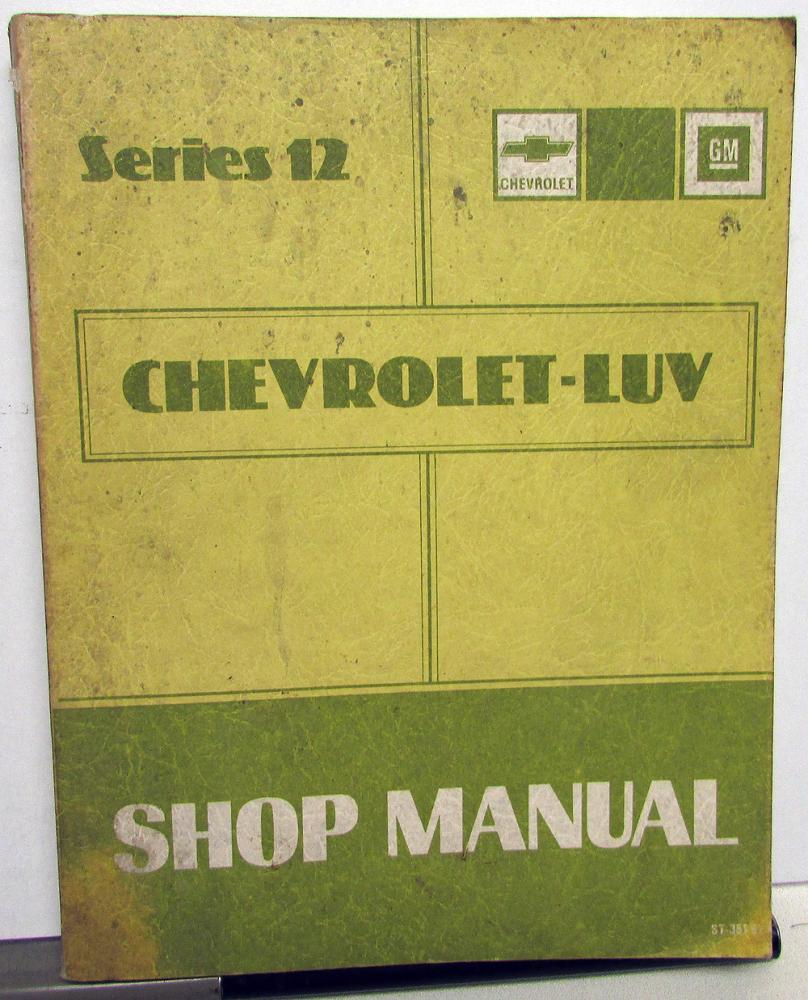 Series 12
CHEVROLET
GM
CHEVROLET-LUV
SHOP MANUAL